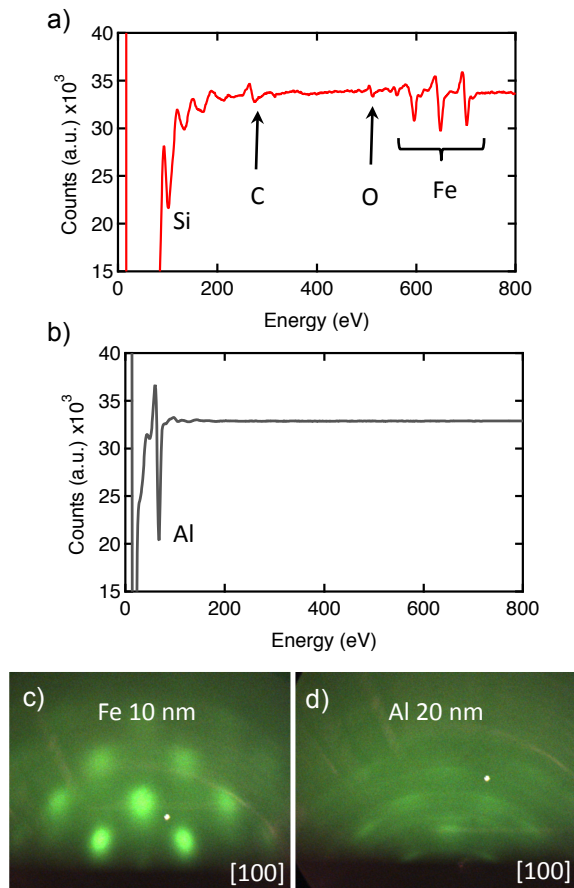 a)
40
35
30
25
20
15
Counts (a.u.) x10³
Si
C
O
Fe
0 200 400 600 800
Energy (eV)
b)
40
35
30
25
20
15
Counts (a.u.) x10³
Al
0 200 400 600 800
Energy (eV)
c) Fe 10 nm [100]
d) Al 20 nm [100]